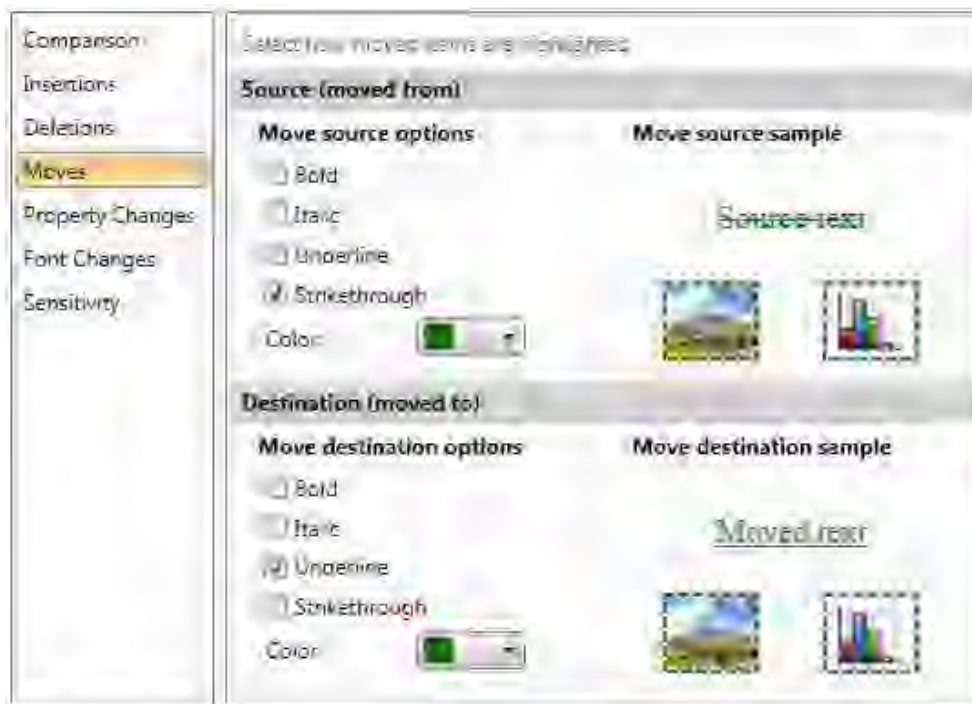 Comparison
Insertions
Deletions
Moves
Property Changes
Font Changes
Sensitivity
Select how moved items are highlighted
Source (moved from)
Move source options
Bold
Italic
Underline
Strikethrough
Color:
Move source sample
Source text
Destination (moved to)
Move destination options
Bold
Italic
Underline
Strikethrough
Color:
Move destination sample
Moved text